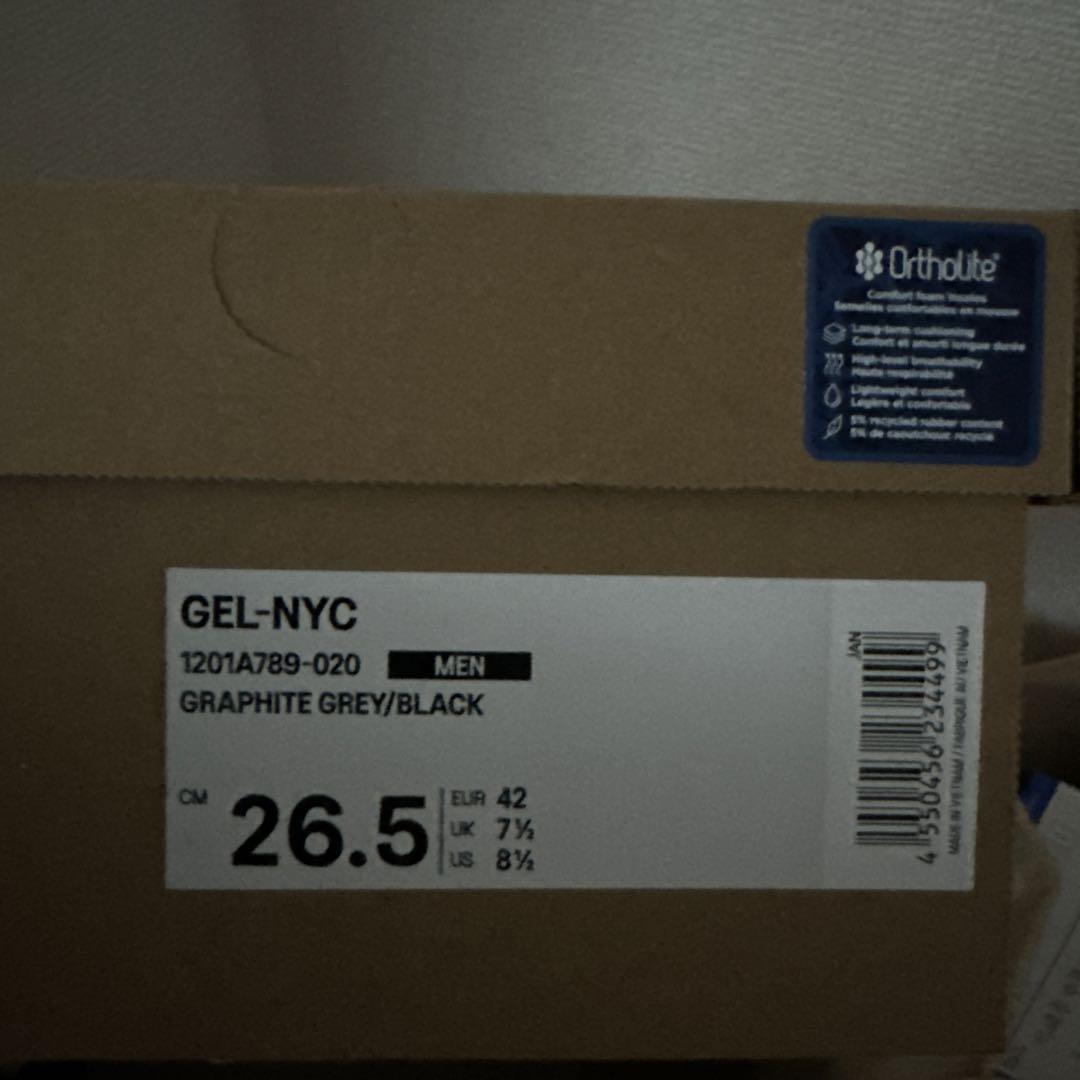 OrthoLite
Comfort foam insoles
Semelles confortables en mousse
Long-term cushioning
Confort et amorti longue durée
High-level breathability
Haute respirabilité
Lightweight comfort
Légère et confortable
5% recycled rubber content
5% de caoutchouc recyclé
GEL-NYC
1201A789-020 MEN
GRAPHITE GREY/BLACK
CM 26.5
EUR 42
UK 7½
US 8½
JAN
4 550456 234499
MADE IN VIETNAM / FABRIQUÉ AU VIETNAM